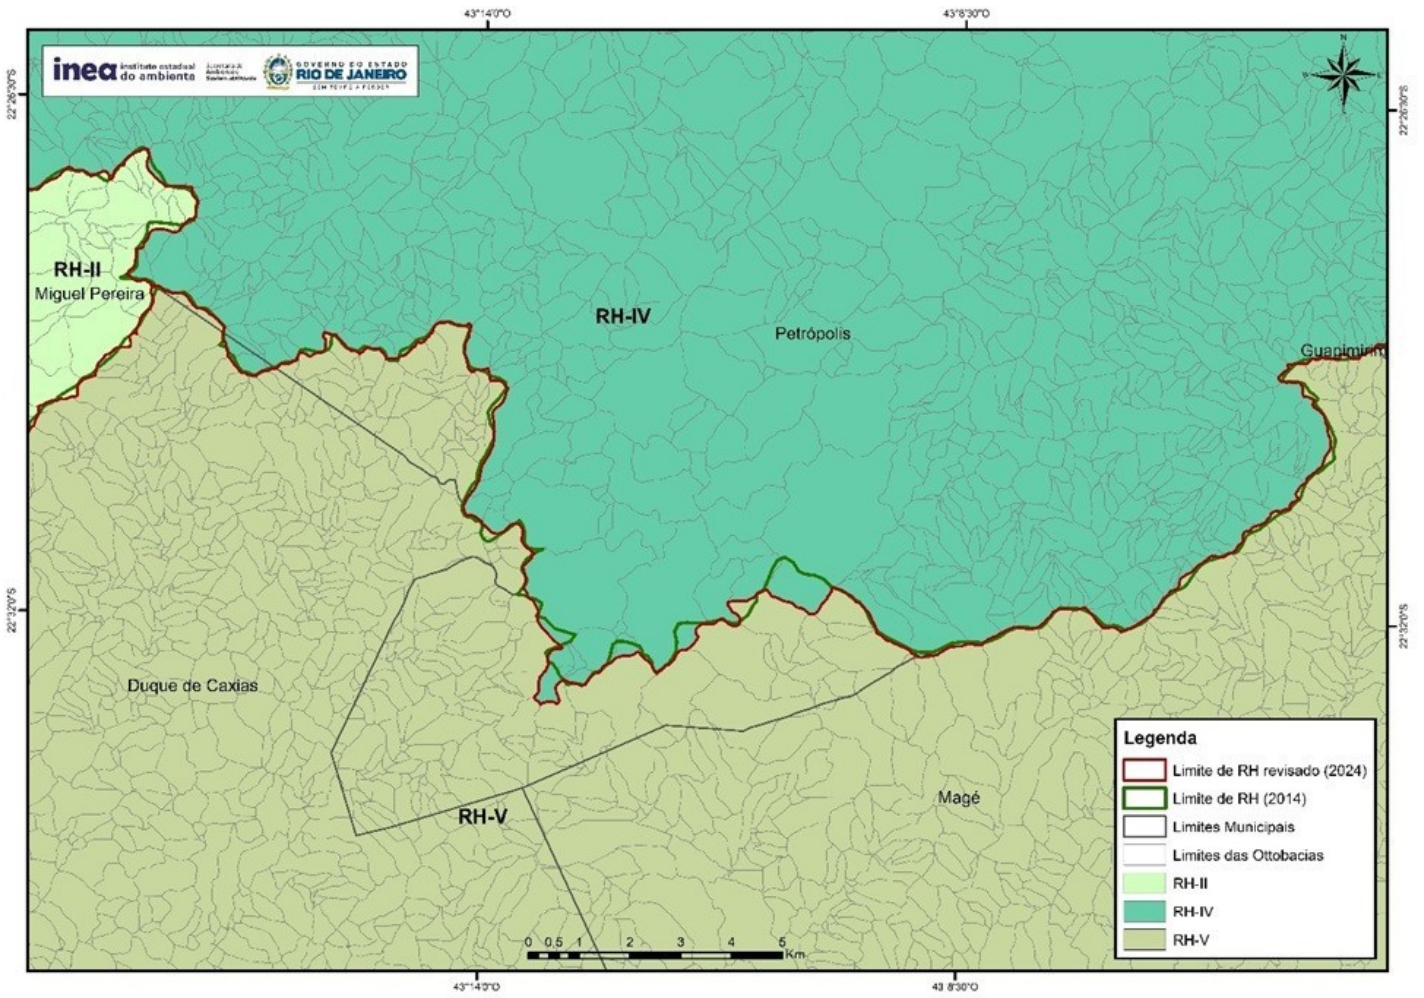 43°14'0"O
43°8'30"O
inea instituto estadual do ambiente
GOVERNO DO ESTADO
RIO DE JANEIRO
N
22°26'30"S
22°26'30"S
RH-II
Miguel Pereira
RH-IV
Petrópolis
Guapimirim
22°32'0"S
22°32'0"S
Duque de Caxias
RH-V
Magé
Legenda
Limite de RH revisado (2024)
Limite de RH (2014)
Limites Municipais
Limites das Ottobacias
RH-II
RH-IV
RH-V
0 0,5 1 2 3 4 5
Km
43°14'0"O
43°8'30"O